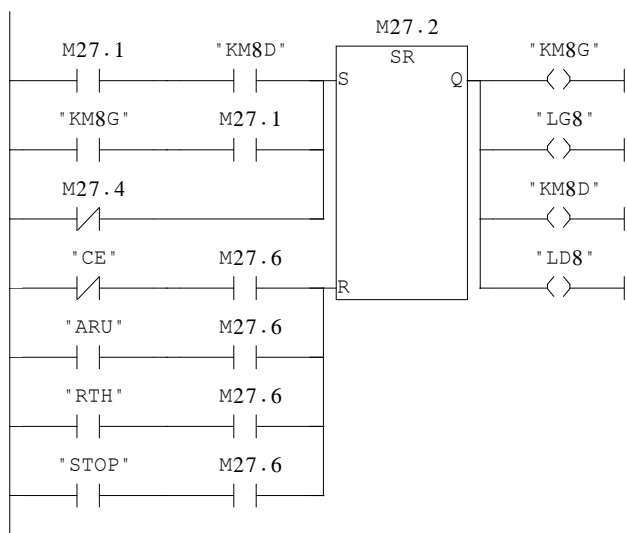 M27.2
M27.1 "KM8D" SR "KM8G"
S Q
"KM8G" M27.1 "LG8"
M27.4 "KM8D"
"CE" M27.6 "LD8"
R
"ARU" M27.6
"RTH" M27.6
"STOP" M27.6